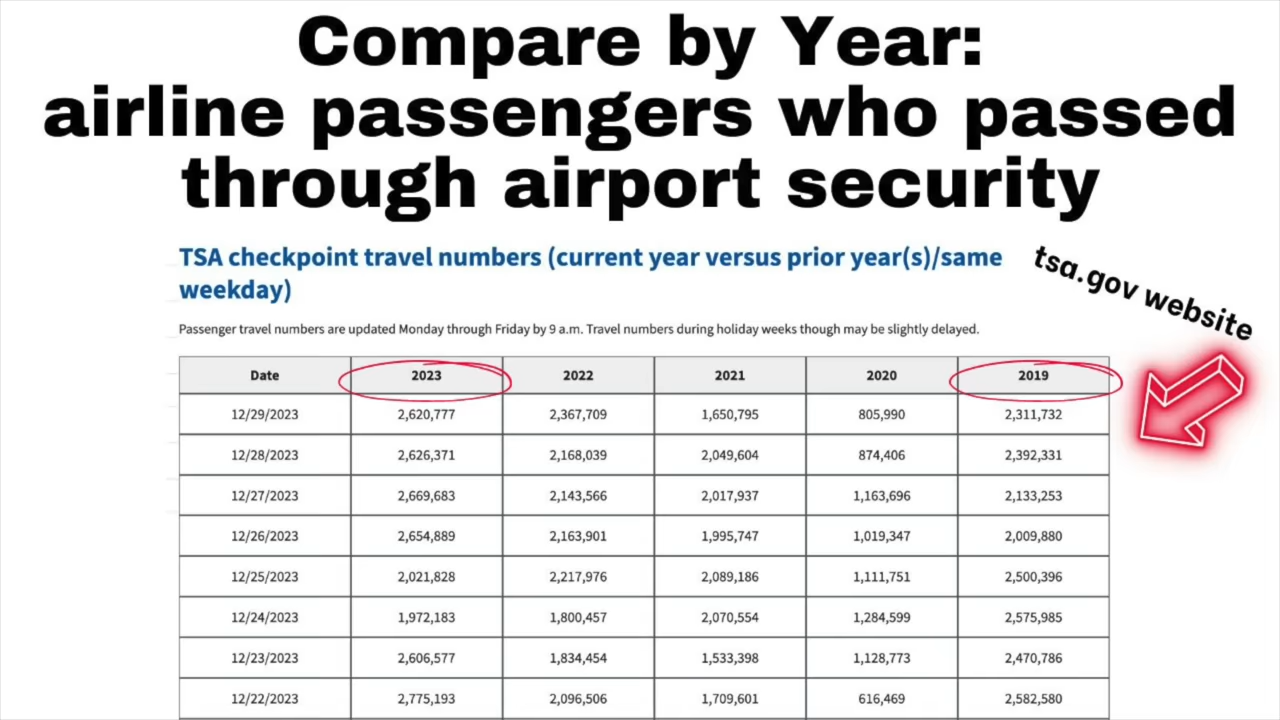 Compare by Year:
airline passengers who passed
through airport security
TSA checkpoint travel numbers (current year versus prior year(s)/same
weekday)
tsa.gov website
Passenger travel numbers are updated Monday through Friday by 9 a.m. Travel numbers during holiday weeks though may be slightly delayed.
Date 2023 2022 2021 2020 2019
12/29/2023 2,620,777 2,367,709 1,650,795 805,990 2,311,732
12/28/2023 2,626,371 2,168,039 2,049,604 874,406 2,392,331
12/27/2023 2,669,683 2,143,566 2,017,937 1,163,696 2,133,253
12/26/2023 2,654,889 2,163,901 1,995,747 1,019,347 2,009,880
12/25/2023 2,021,828 2,217,976 2,089,186 1,111,751 2,500,396
12/24/2023 1,972,183 1,800,457 2,070,554 1,284,599 2,575,985
12/23/2023 2,606,577 1,834,454 1,533,398 1,128,773 2,470,786
12/22/2023 2,775,193 2,096,506 1,709,601 616,469 2,582,580